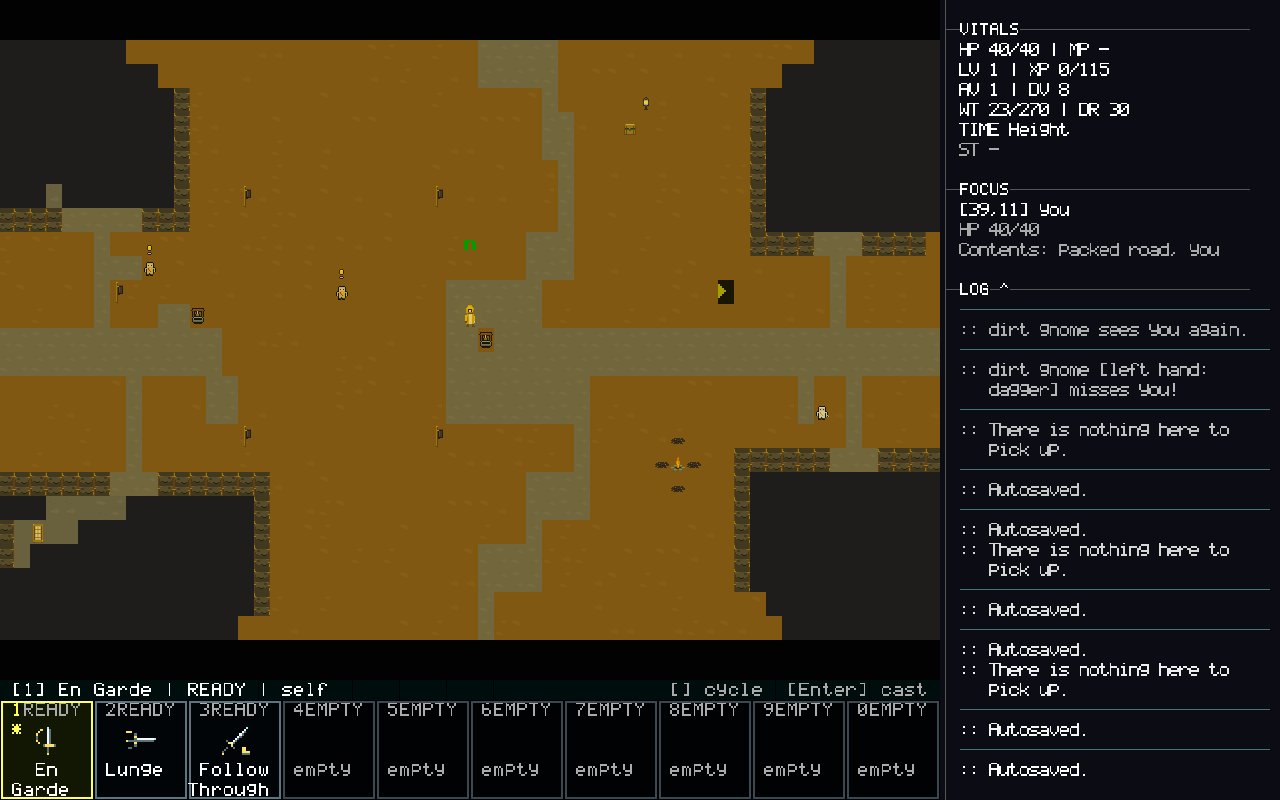 VITALS
HP 40/40 | MP -
LV 1 | XP 0/115
AV 1 | DV 8
WT 23/270 | DR 30
TIME Height
ST -
FOCUS
[39,11] You
HP 40/40
Contents: Packed road, You
LOG ^
:: dirt gnome sees you again.
:: dirt gnome [left hand:
dagger] misses you!
:: There is nothing here to
Pick up.
:: Autosaved.
:: Autosaved.
:: There is nothing here to
Pick up.
:: Autosaved.
:: Autosaved.
:: There is nothing here to
Pick up.
:: Autosaved.
:: Autosaved.
n
[1] En Garde | READY | self
[] cycle [Enter] cast
1READY 2READY 3READY 4EMPTY 5EMPTY 6EMPTY 7EMPTY 8EMPTY 9EMPTY 0EMPTY
*
En Lunge Follow empty empty empty empty empty empty empty
Garde Through